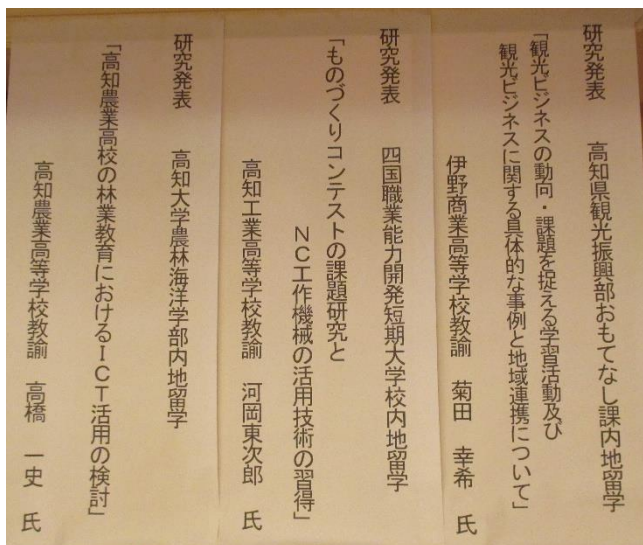 研究発表 高知県観光振興部おもてなし課内地留学
「観光ビジネスの動向・課題を捉える学習活動及び
観光ビジネスに関する具体的な事例と地域連携について」
伊野商業高等学校教諭 菊田 幸希 氏
研究発表 四国職業能力開発短期大学校内地留学
「ものづくりコンテストの課題研究と
NC工作機械の活用技術の習得」
高知工業高等学校教諭 河岡東次郎 氏
研究発表 高知大学農林海洋学部内地留学
「高知農業高校の林業教育におけるICT活用の検討」
高知農業高等学校教諭 高橋 一史 氏